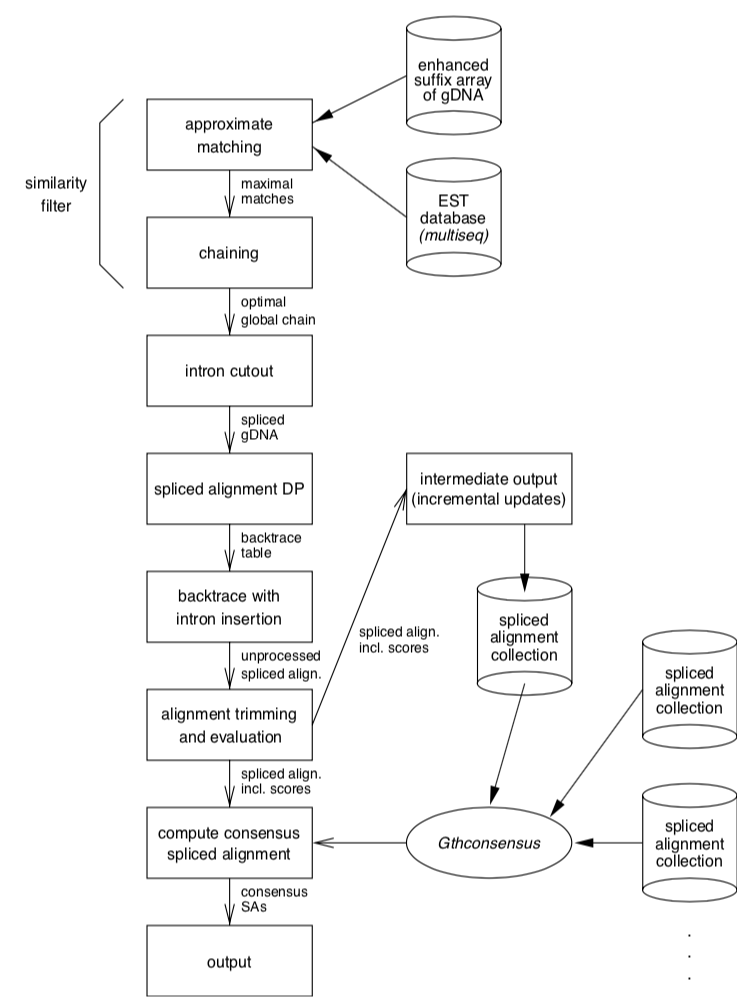 enhanced
suffix array
of gDNA
approximate
matching
similarity
filter
maximal
matches
EST
database
(multiseq)
chaining
optimal
global chain
intron cutout
spliced
gDNA
spliced alignment DP
intermediate output
(incremental updates)
backtrace
table
backtrace with
intron insertion
spliced
alignment
collection
spliced align.
incl. scores
unprocessed
spliced align.
spliced
alignment
collection
alignment trimming
and evaluation
spliced align.
incl. scores
compute consensus
spliced alignment
Gthconsensus
spliced
alignment
collection
consensus
SAs
output
.
.
.